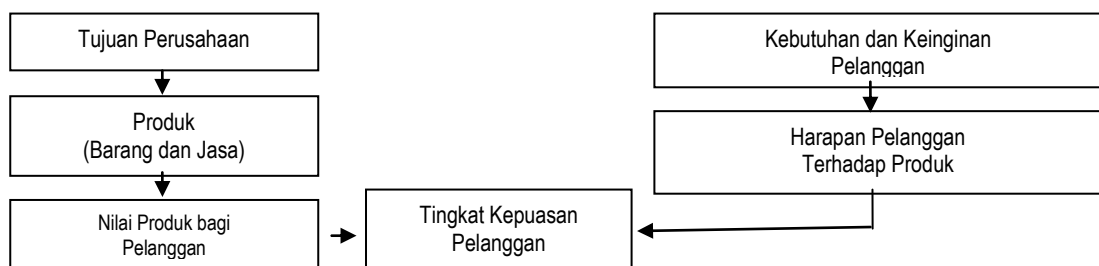 Tujuan Perusahaan
Kebutuhan dan Keinginan
Pelanggan
Produk
(Barang dan Jasa)
Harapan Pelanggan
Terhadap Produk
Nilai Produk bagi
Pelanggan
Tingkat Kepuasan
Pelanggan